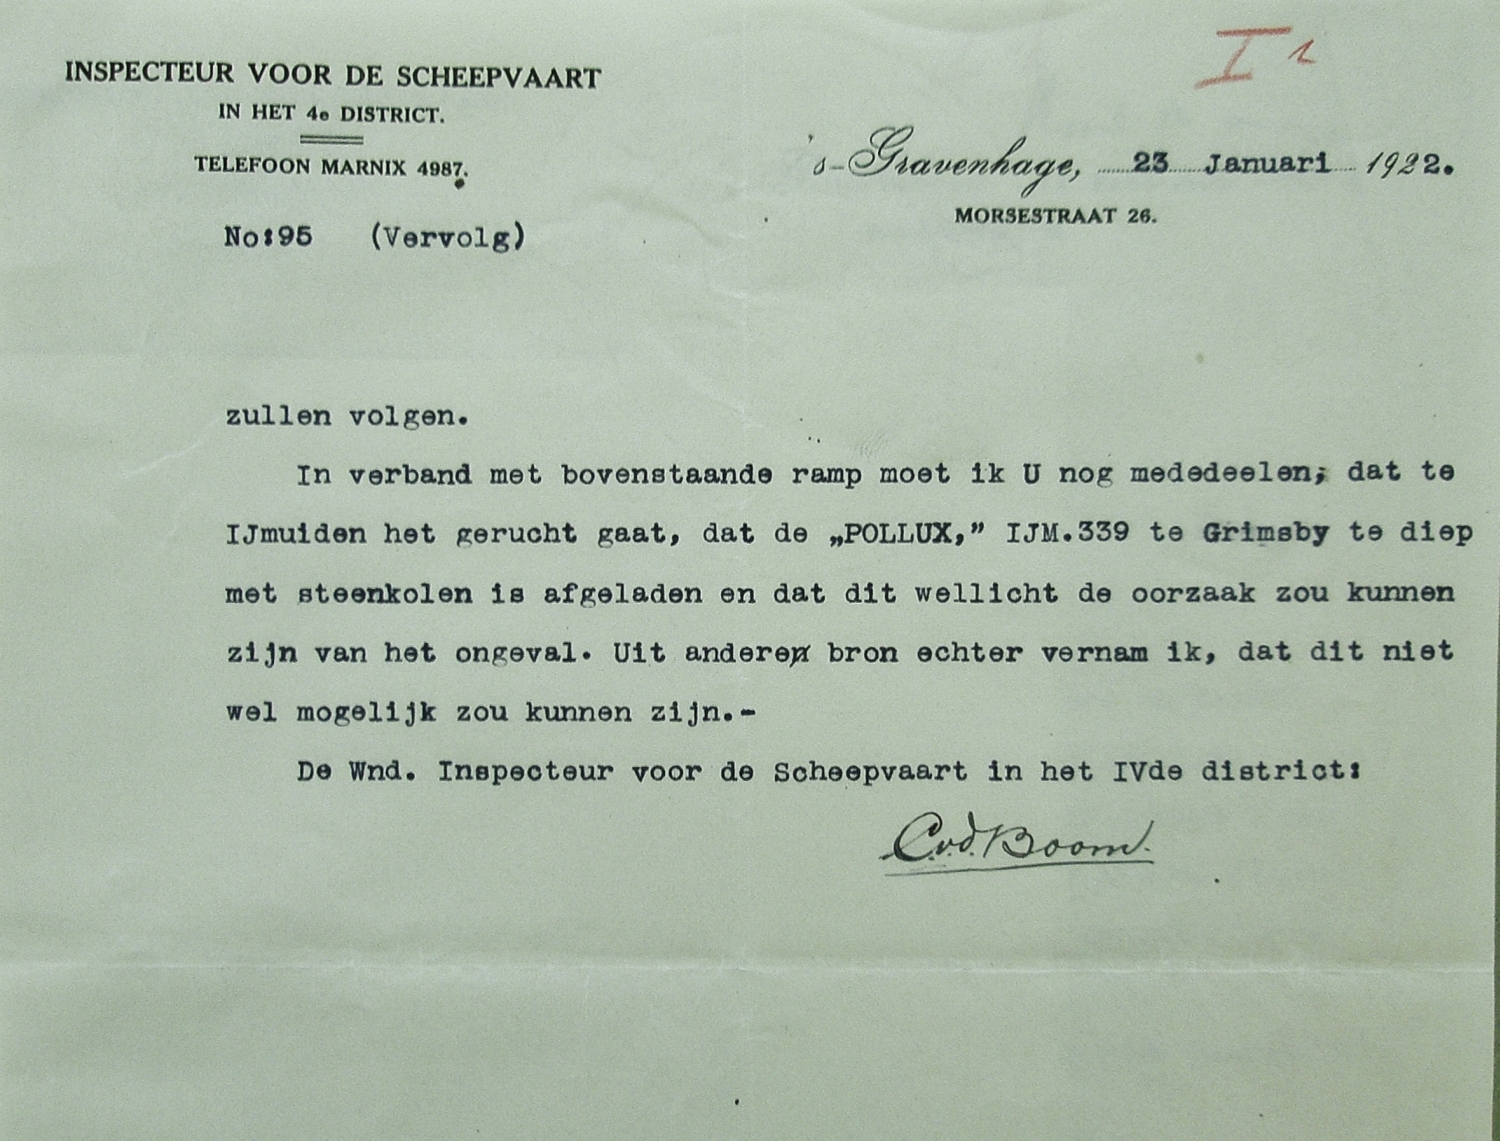 I 2
INSPECTEUR VOOR DE SCHEEPVAART
IN HET 4e DISTRICT.
TELEFOON MARNIX 4987.
's-Gravenhage, 23 Januari 1922.
MORSESTRAAT 26.
No:95 (Vervolg)
zullen volgen.
In verband met bovenstaande ramp moet ik U nog mededeelen, dat te
IJmuiden het gerucht gaat, dat de „POLLUX,” IJM.339 te Grimsby te diep
met steenkolen is afgeladen en dat dit wellicht de oorzaak zou kunnen
zijn van het ongeval. Uit andere bron echter vernam ik, dat dit niet
wel mogelijk zou kunnen zijn.-
De Wnd. Inspecteur voor de Scheepvaart in het IVde district:
C.v.d.Boom.